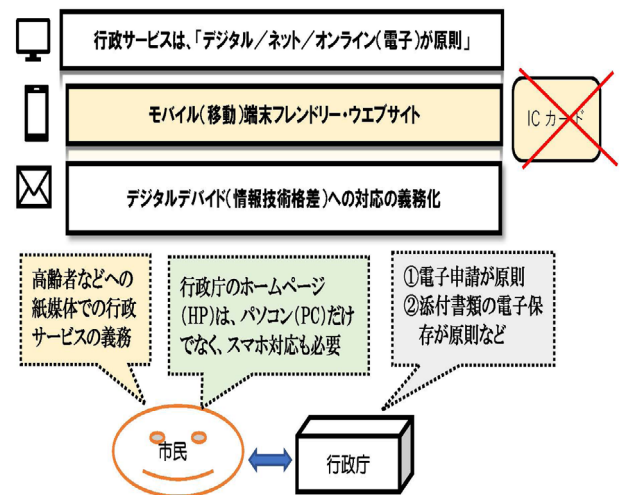 行政サービスは、「デジタル／ネット／オンライン(電子)が原則」
モバイル(移動)端末フレンドリー・ウエブサイト
IC カード
デジタルデバイド(情報技術格差)への対応の義務化
高齢者などへの
紙媒体での行政
サービスの義務
行政庁のホームページ
(HP)は、パソコン(PC)だけ
でなく、スマホ対応も必要
①電子申請が原則
②添付書類の電子保
存が原則など
市民
行政庁